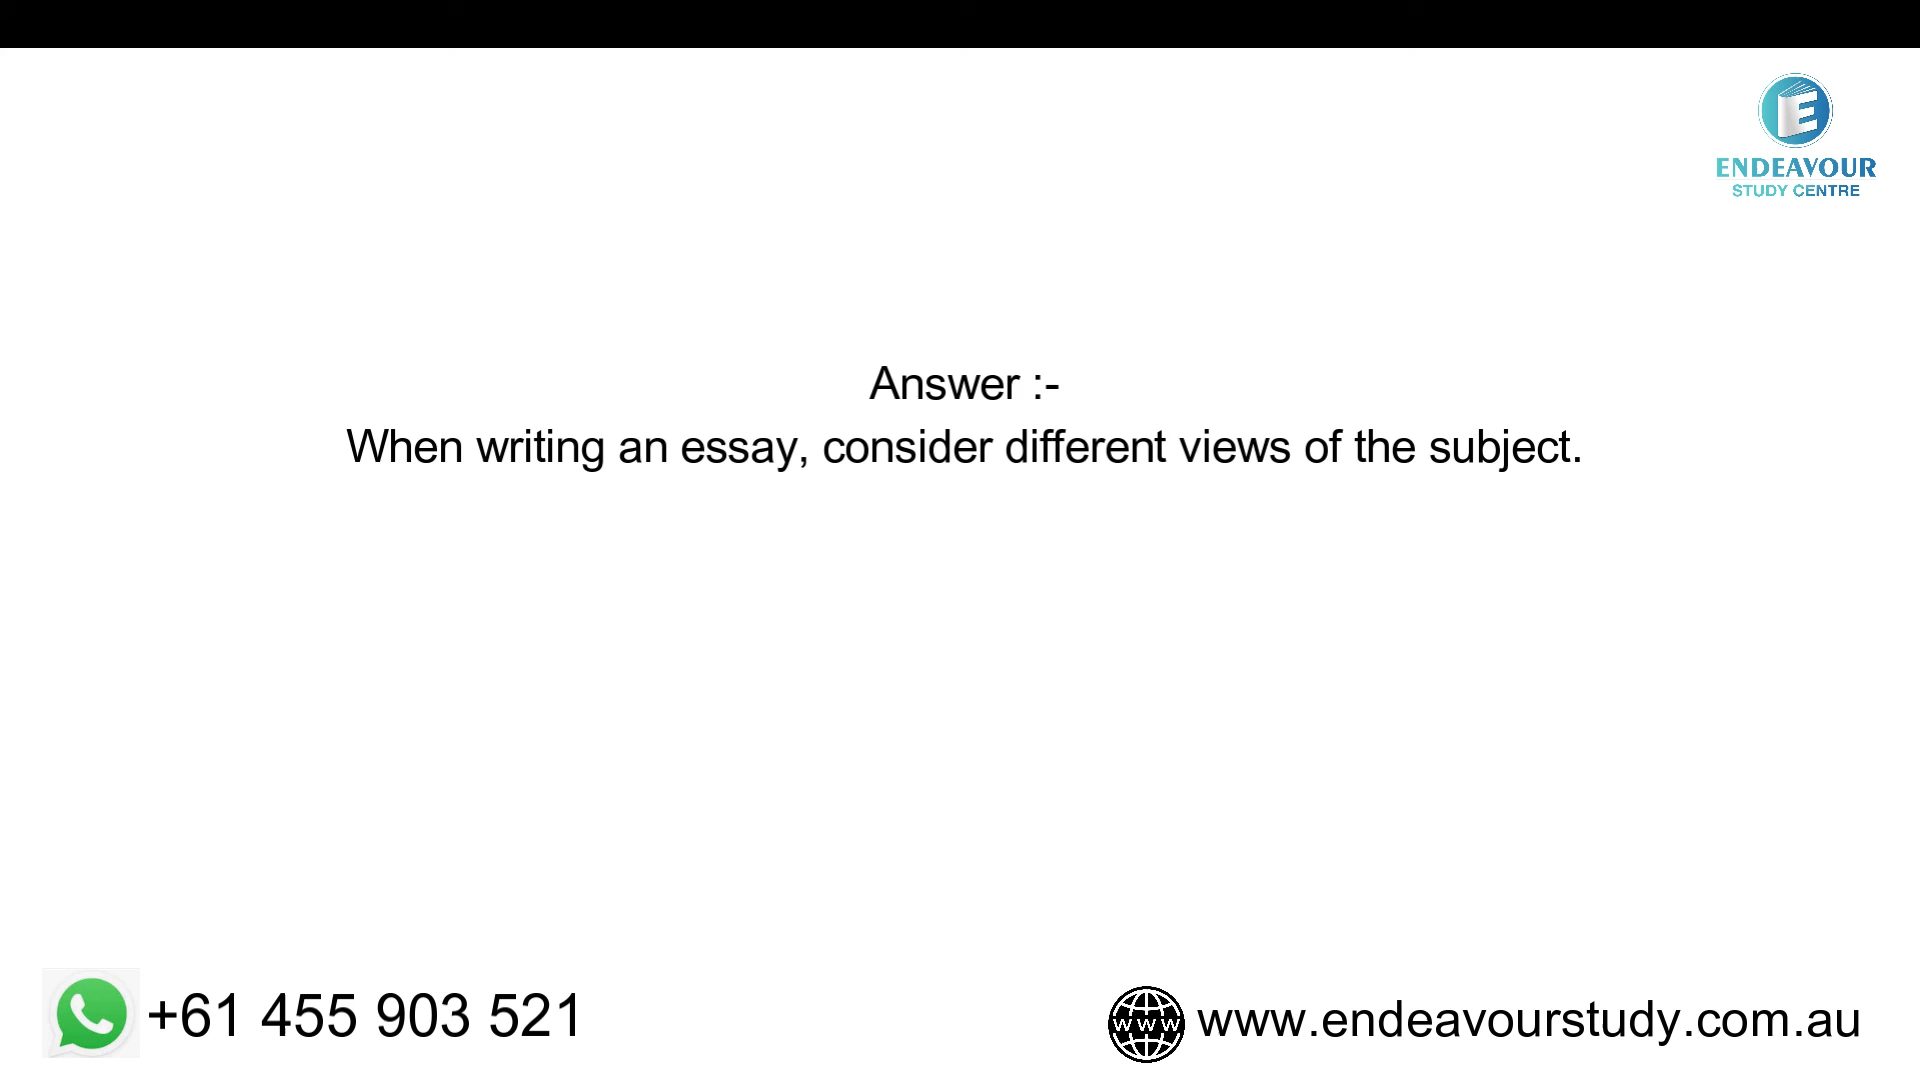 ENDEAVOUR
STUDY CENTRE
Answer :-
When writing an essay, consider different views of the subject.
+61 455 903 521
www www.endeavourstudy.com.au